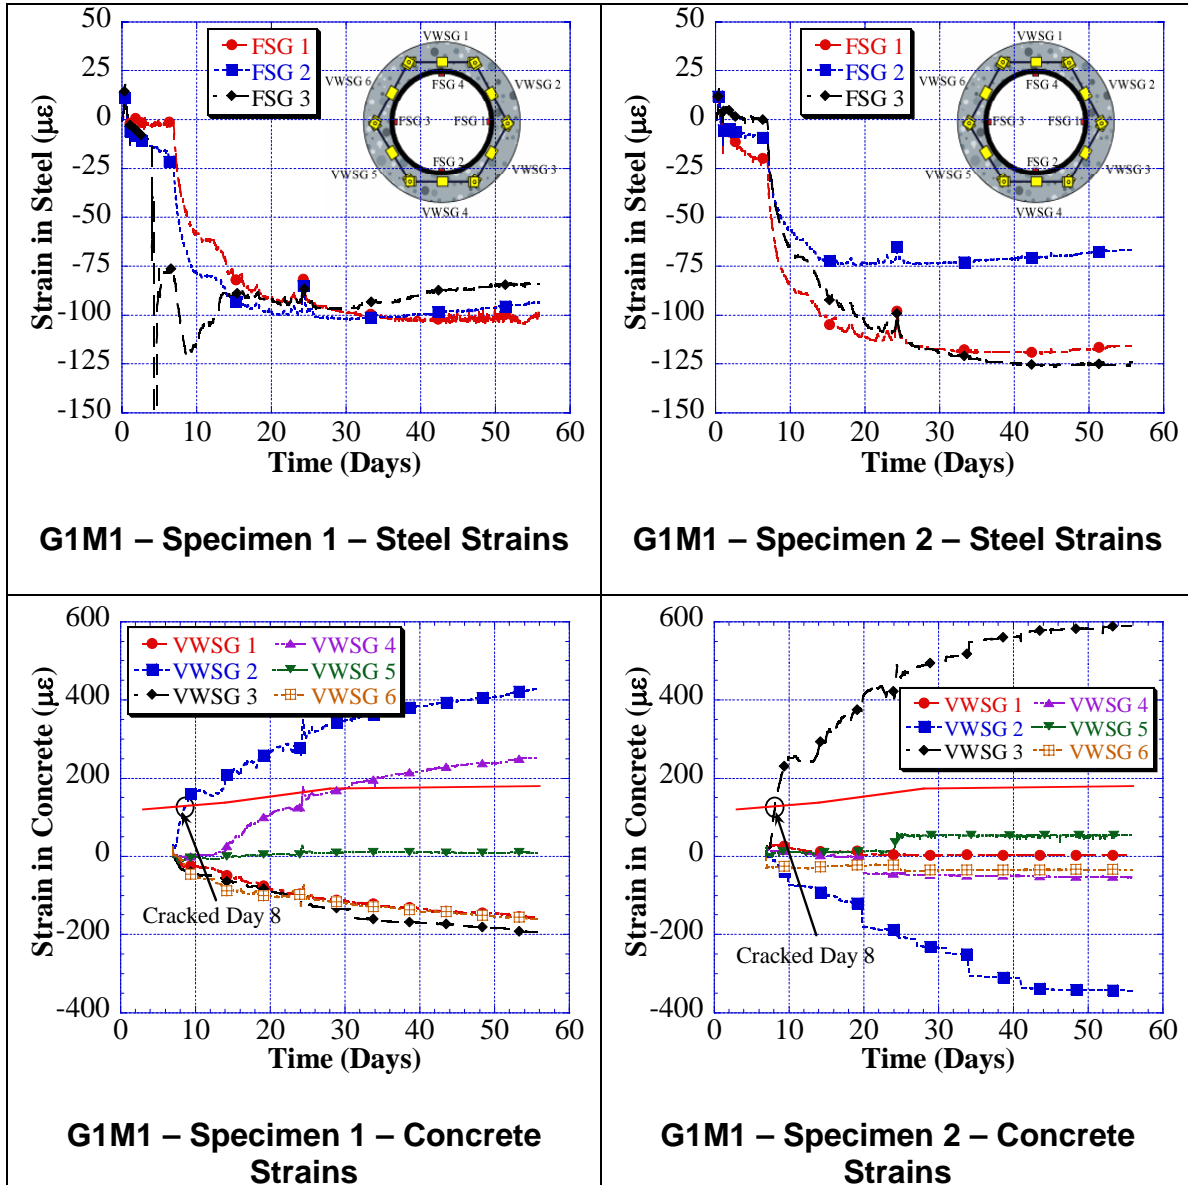 Strain in Steel (με)
50
25
0
-25
-50
-75
-100
-125
-150
FSG 1
FSG 2
FSG 3
VWSG 1
VWSG 6
VWSG 2
FSG 4
FSG 3
FSG 1
FSG 2
VWSG 5
VWSG 3
VWSG 4
0 10 20 30 40 50 60
Time (Days)
G1M1 – Specimen 1 – Steel Strains
Strain in Steel (με)
50
25
0
-25
-50
-75
-100
-125
-150
FSG 1
FSG 2
FSG 3
VWSG 1
VWSG 6
VWSG 2
FSG 4
FSG 3
FSG 1
FSG 2
VWSG 5
VWSG 3
VWSG 4
0 10 20 30 40 50 60
Time (Days)
G1M1 – Specimen 2 – Steel Strains
Strain in Concrete (με)
600
400
200
0
-200
-400
VWSG 1 VWSG 4
VWSG 2 VWSG 5
VWSG 3 VWSG 6
Cracked Day 8
0 10 20 30 40 50 60
Time (Days)
G1M1 – Specimen 1 – Concrete
Strains
Strain in Concrete (με)
600
400
200
0
-200
-400
VWSG 1 VWSG 4
VWSG 2 VWSG 5
VWSG 3 VWSG 6
Cracked Day 8
0 10 20 30 40 50 60
Time (Days)
G1M1 – Specimen 2 – Concrete
Strains